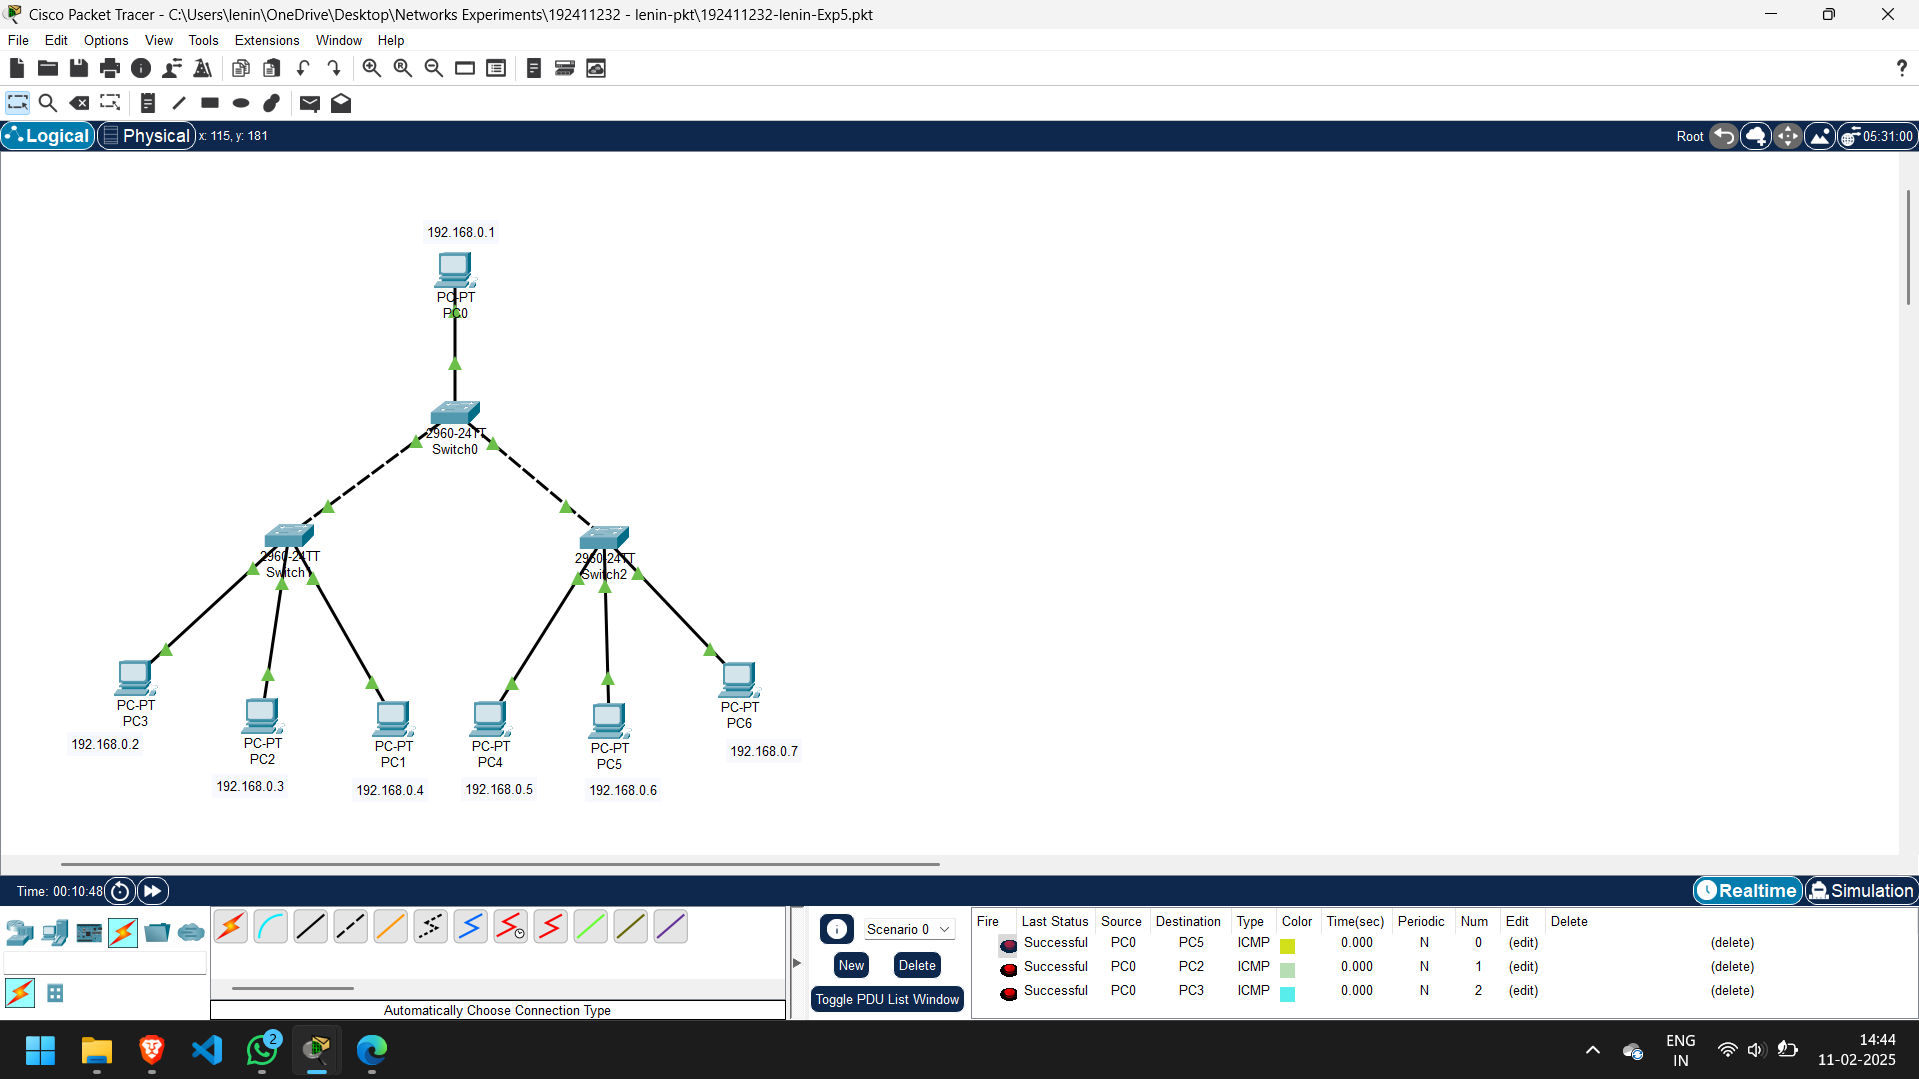 Cisco Packet Tracer - C:\Users\lenin\OneDrive\Desktop\Networks Experiments\192411232 - lenin-pkt\192411232-lenin-Exp5.pkt
File Edit Options View Tools Extensions Window Help
?
Logical Physical x: 115, y: 181 Root 05:31:00
192.168.0.1
PC-PT
PC0
2960-24TT
Switch0
2960-24TT
Switch1
2960-24TT
Switch2
PC-PT
PC3
192.168.0.2
PC-PT
PC2
192.168.0.3
PC-PT
PC1
192.168.0.4
PC-PT
PC4
192.168.0.5
PC-PT
PC5
192.168.0.6
PC-PT
PC6
192.168.0.7
Time: 00:10:48 Realtime Simulation
Scenario 0
New Delete
Toggle PDU List Window
Automatically Choose Connection Type
Fire Last Status Source Destination Type Color Time(sec) Periodic Num Edit Delete
Successful PC0 PC5 ICMP 0.000 N 0 (edit) (delete)
Successful PC0 PC2 ICMP 0.000 N 1 (edit) (delete)
Successful PC0 PC3 ICMP 0.000 N 2 (edit) (delete)
2
ENG
IN
14:44
11-02-2025